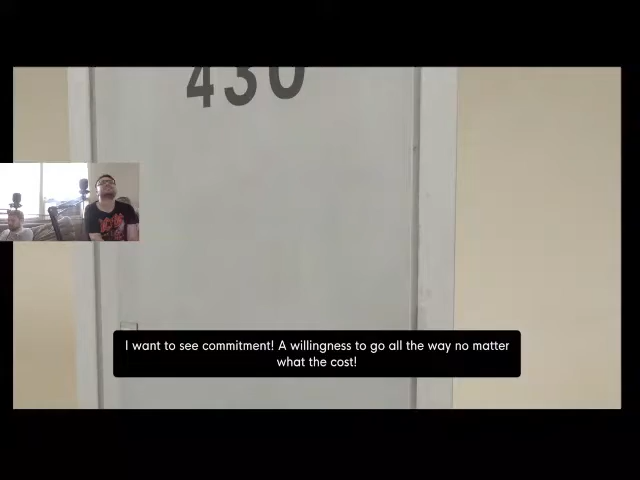 430
I want to see commitment! A willingness to go all the way no matter
what the cost!